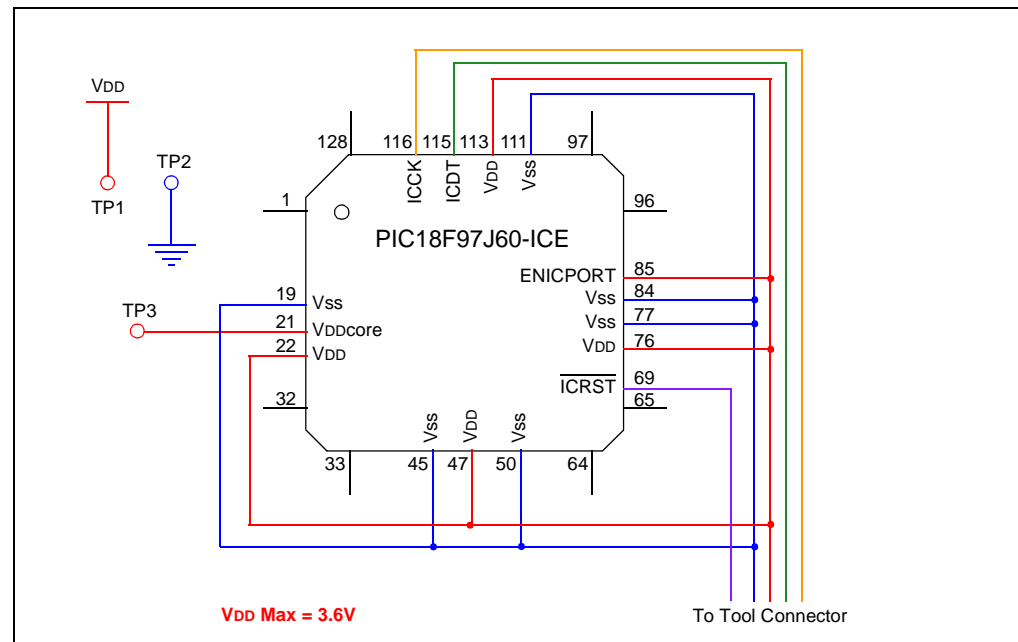 VDD
TP1
TP2
TP3
128
116
115
113
111
97
ICCK
ICDT
VDD
Vss
1
96
PIC18F97J60-ICE
ENICPORT
85
Vss
84
Vss
77
VDD
76
ICRST
69
65
19
Vss
21
VDDcore
22
VDD
32
33
45
Vss
47
VDD
50
Vss
64
VDD Max = 3.6V
To Tool Connector